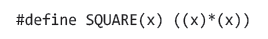 #define SQUARE(x) ((x)*(x))